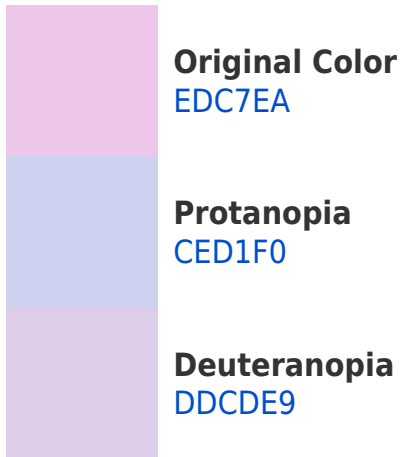 Original Color
EDC7EA
Protanopia
CED1F0
Deuteranopia
DDCDE9